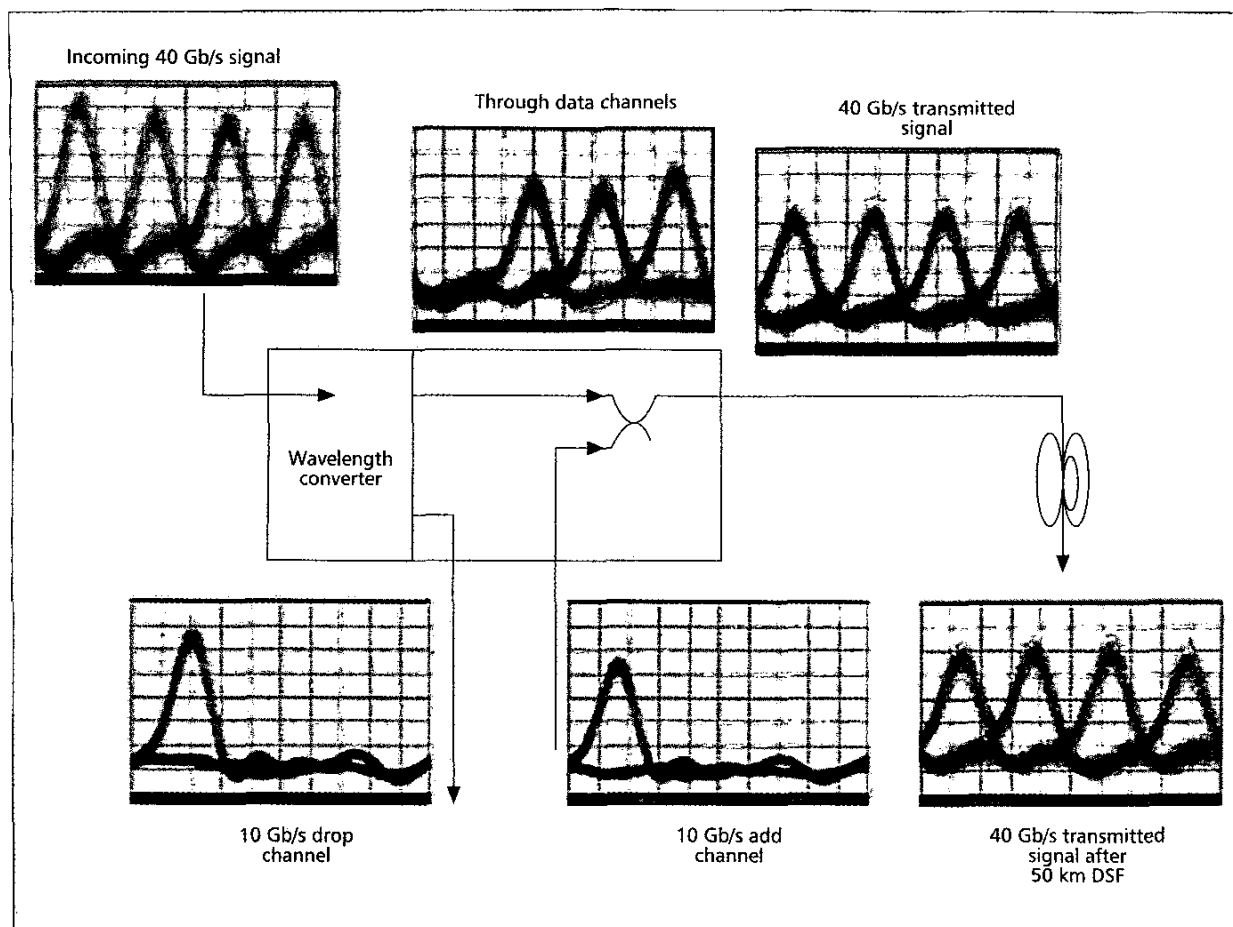 Incoming 40 Gb/s signal
Through data channels
40 Gb/s transmitted
signal
Wavelength
converter
10 Gb/s drop
channel
10 Gb/s add
channel
40 Gb/s transmitted
signal after
50 km DSF